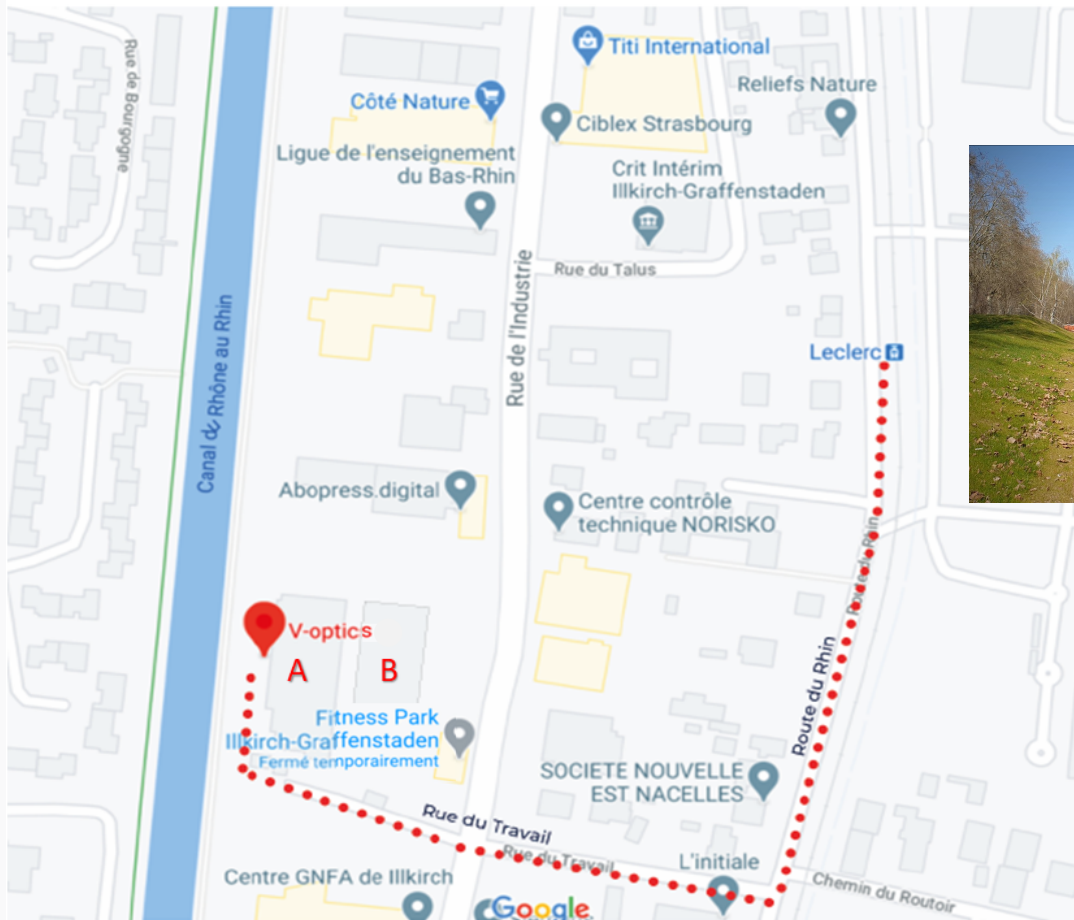 Rue de Bourgogne
Titi International
Côté Nature
Reliefs Nature
Ciblex Strasbourg
Ligue de l'enseignement
du Bas-Rhin
Crit Intérim
Illkirch-Graffenstaden
Rue du Talus
Rue de l'Industrie
Canal de Rhône au Rhin
Leclerc
Abopress.digital
Centre contrôle
technique NORISKO
Route du Rhin
V-optics
A
B
Route du Rhin
Fitness Park
Illkirch-Graffenstaden
Fermé temporairement
SOCIETE NOUVELLE
EST NACELLES
Rue du Travail
Rue du Travail
L'initiale
Centre GNFA de Illkirch
Chemin du Routoir
Google